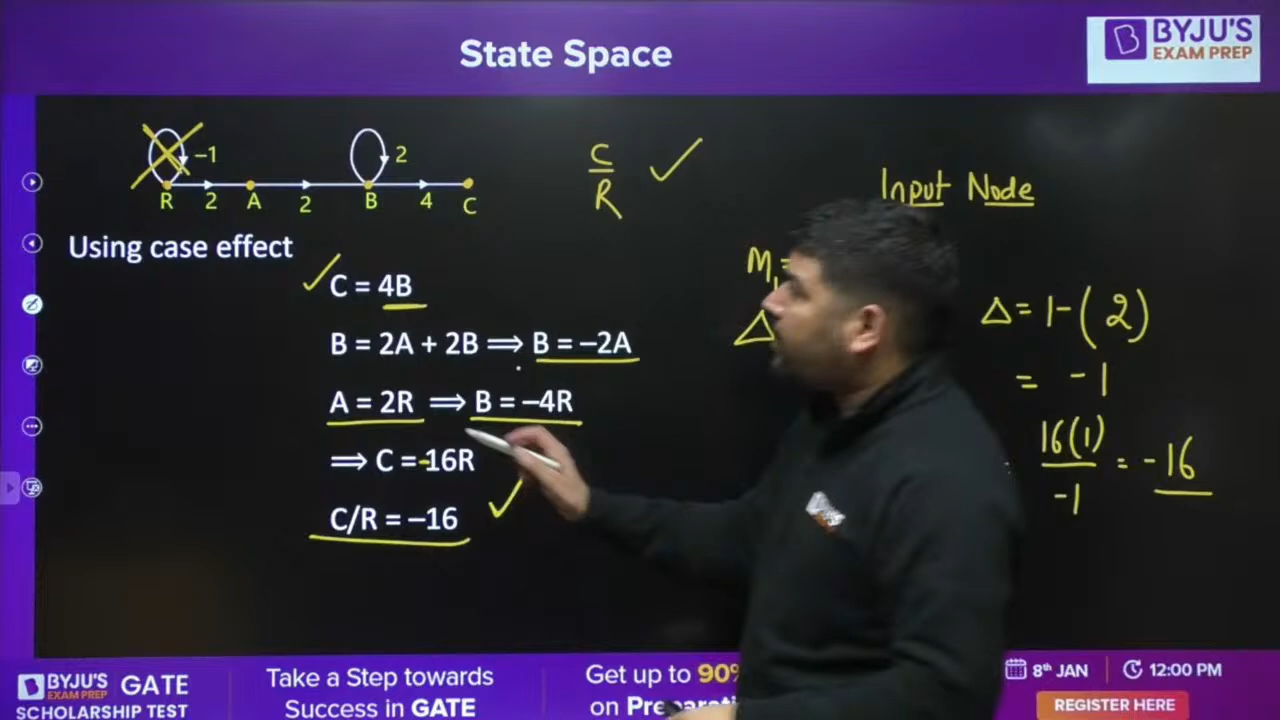 State Space
BYJU'S
EXAM PREP
–1
2
R 2 A 2 B 4 C
C
R
Input Node
Using case effect
C = 4B
B = 2A + 2B ⟹ B = –2A
A = 2R ⟹ B = –4R
⟹ C = -16R
C/R = –16
M₁=
Δ
Δ = 1-(2)
= -1
16(1)
-1
= -16
BYJU'S
EXAM PREP
GATE
SCHOLARSHIP TEST
Take a Step towards
Success in GATE
Get up to 90%
on
8th JAN
12:00 PM
REGISTER HERE